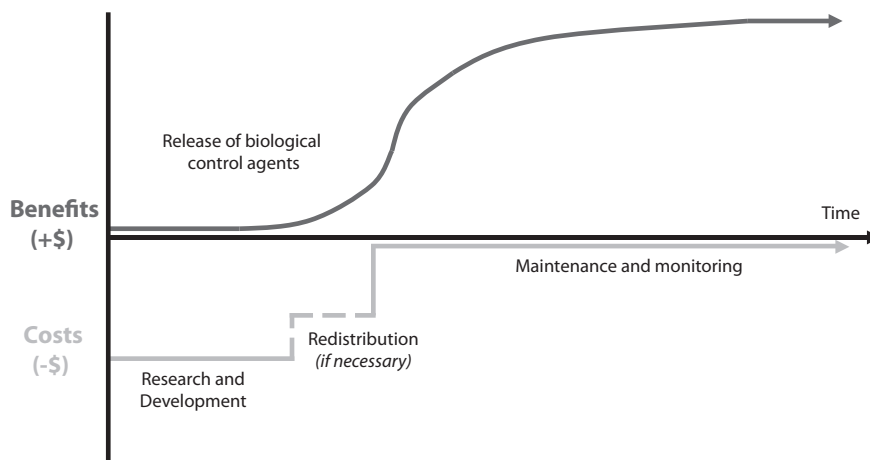 Release of biological
control agents
Benefits
(+$)
Time
Maintenance and monitoring
Costs
(-$)
Redistribution
(if necessary)
Research and
Development